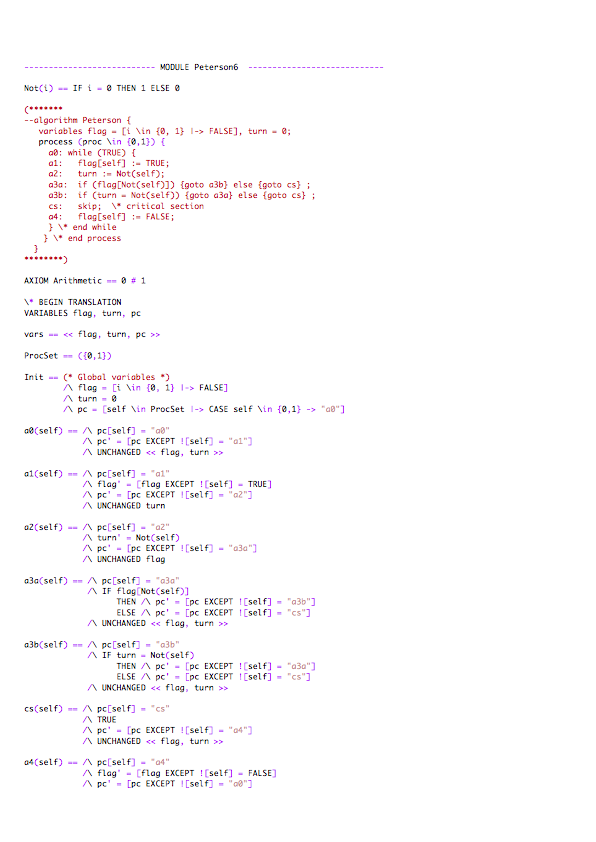 --------------------------- MODULE Peterson6 ----------------------------
Not(i) == IF i = 0 THEN 1 ELSE 0
(*******
--algorithm Peterson {
   variables flag = [i \in {0, 1} |-> FALSE], turn = 0;
   process (proc \in {0,1}) {
     a0: while (TRUE) {
     a1:   flag[self] := TRUE;
     a2:   turn := Not(self);
     a3a:  if (flag[Not(self)]) {goto a3b} else {goto cs} ;
     a3b:  if (turn = Not(self)) {goto a3a} else {goto cs} ;
     cs:   skip;  \* critical section
     a4:   flag[self] := FALSE;
     } \* end while
    } \* end process
  }
********)
AXIOM Arithmetic == 0 # 1
\* BEGIN TRANSLATION
VARIABLES flag, turn, pc
vars == << flag, turn, pc >>
ProcSet == ({0,1})
Init == (* Global variables *)
        /\ flag = [i \in {0, 1} |-> FALSE]
        /\ turn = 0
        /\ pc = [self \in ProcSet |-> CASE self \in {0,1} -> "a0"]
a0(self) == /\ pc[self] = "a0"
            /\ pc' = [pc EXCEPT ![self] = "a1"]
            /\ UNCHANGED << flag, turn >>
a1(self) == /\ pc[self] = "a1"
            /\ flag' = [flag EXCEPT ![self] = TRUE]
            /\ pc' = [pc EXCEPT ![self] = "a2"]
            /\ UNCHANGED turn
a2(self) == /\ pc[self] = "a2"
            /\ turn' = Not(self)
            /\ pc' = [pc EXCEPT ![self] = "a3a"]
            /\ UNCHANGED flag
a3a(self) == /\ pc[self] = "a3a"
             /\ IF flag[Not(self)]
                   THEN /\ pc' = [pc EXCEPT ![self] = "a3b"]
                   ELSE /\ pc' = [pc EXCEPT ![self] = "cs"]
             /\ UNCHANGED << flag, turn >>
a3b(self) == /\ pc[self] = "a3b"
             /\ IF turn = Not(self)
                   THEN /\ pc' = [pc EXCEPT ![self] = "a3a"]
                   ELSE /\ pc' = [pc EXCEPT ![self] = "cs"]
             /\ UNCHANGED << flag, turn >>
cs(self) == /\ pc[self] = "cs"
            /\ TRUE
            /\ pc' = [pc EXCEPT ![self] = "a4"]
            /\ UNCHANGED << flag, turn >>
a4(self) == /\ pc[self] = "a4"
            /\ flag' = [flag EXCEPT ![self] = FALSE]
            /\ pc' = [pc EXCEPT ![self] = "a0"]